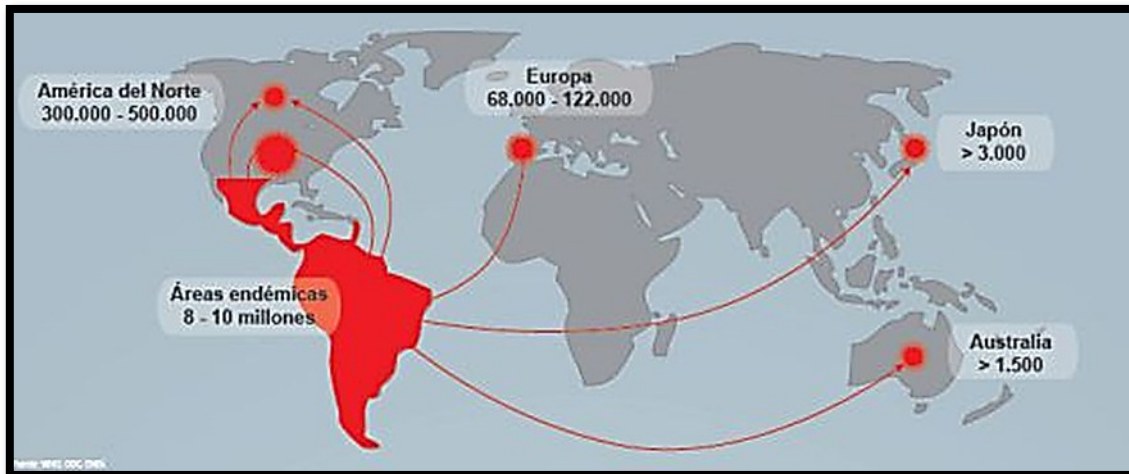 América del Norte
300.000 - 500.000
Europa
68.000 - 122.000
Japón
> 3.000
Áreas endémicas
8 - 10 millones
Australia
> 1.500